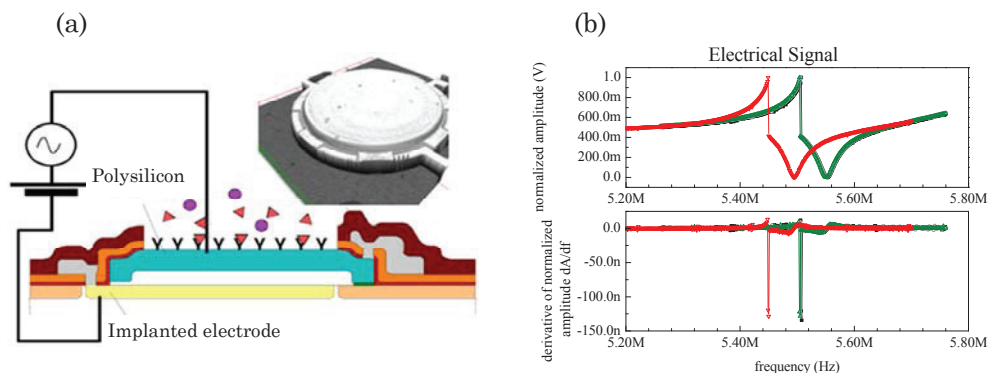 (a)
Polysilicon
Implanted electrode
(b)
Electrical Signal
normalized amplitude (V)
1.0
800.0m
600.0m
400.0m
200.0m
0.0
5.20M 5.40M 5.60M 5.80M
derivative of normalized
amplitude dA/df
0.0
-50.0n
-100.0n
-150.0n
5.20M 5.40M 5.60M 5.80M
frequency (Hz)